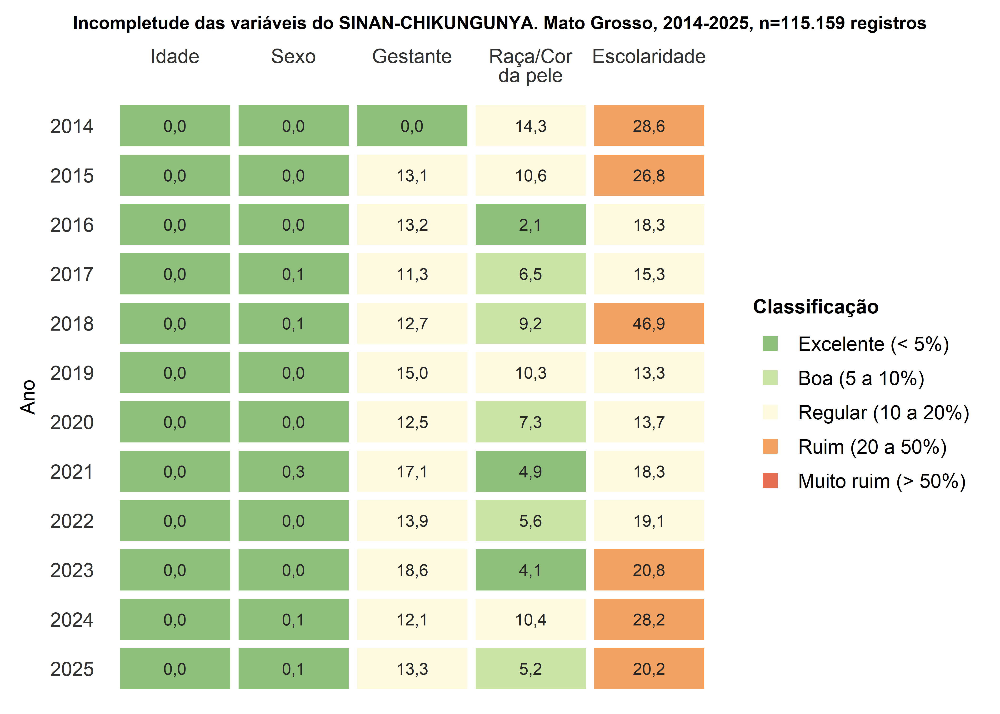 Incompletude das variáveis do SINAN-CHIKUNGUNYA. Mato Grosso, 2014-2025, n=115.159 registros
Idade Sexo Gestante Raça/Cor Escolaridade
da pele
2014 0,0 0,0 0,0 14,3 28,6
2015 0,0 0,0 13,1 10,6 26,8
2016 0,0 0,0 13,2 2,1 18,3
2017 0,0 0,1 11,3 6,5 15,3
2018 0,0 0,1 12,7 9,2 46,9
2019 0,0 0,0 15,0 10,3 13,3
2020 0,0 0,0 12,5 7,3 13,7
2021 0,0 0,3 17,1 4,9 18,3
2022 0,0 0,0 13,9 5,6 19,1
2023 0,0 0,0 18,6 4,1 20,8
2024 0,0 0,1 12,1 10,4 28,2
2025 0,0 0,1 13,3 5,2 20,2
Ano
Classificação
Excelente (< 5%)
Boa (5 a 10%)
Regular (10 a 20%)
Ruim (20 a 50%)
Muito ruim (> 50%)